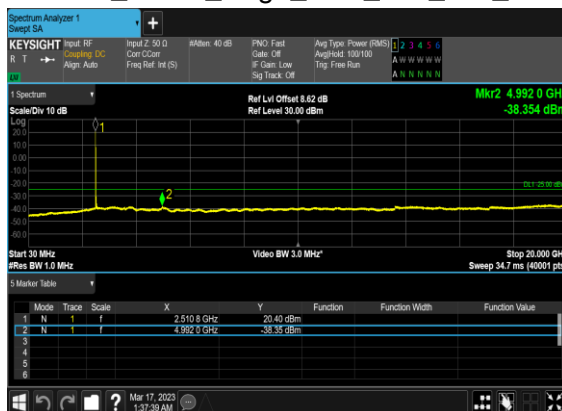 Spectrum Analyzer 1
Swept SA
+
KEYSIGHT Input: RF Input Z: 50 Ω #Atten: 40 dB PNO: Fast Avg Type: Power (RMS) 1 2 3 4 5 6
R T Coupling: DC Corr CCorr Gate: Off Avg|Hold: 100/100 A W W W W W
Align: Auto Freq Ref: Int (S) IF Gain: Low Trig: Free Run
Sig Track: Off A N N N N N
1 Spectrum Ref Lvl Offset 8.62 dB Mkr2 4.992 0 GH
Scale/Div 10 dB Ref Level 30.00 dBm -38.354 dBr
Log
20.0
10.0
0.00
-10.0
-20.0
-30.0
-40.0
-50.0
-60.0
1
2
DL1 -25.00 dB
Start 30 MHz Video BW 3.0 MHz* Stop 20.000 GH
#Res BW 1.0 MHz Sweep 34.7 ms (40001 pts
5 Marker Table
Mode Trace Scale X Y Function Function Width Function Value
1 N 1 f 2.510 8 GHz 20.40 dBm
2 N 1 f 4.992 0 GHz -38.35 dBm
3
4
5
6
? Mar 17, 2023
1:37:39 AM